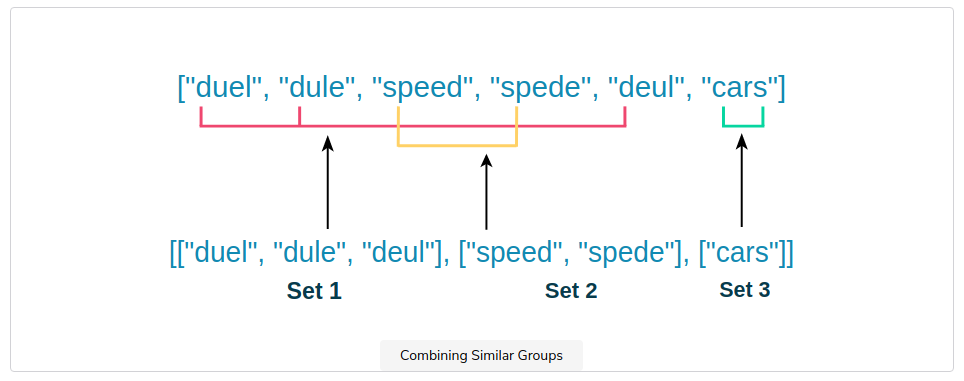 ["duel", "dule", "speed", "spede", "deul", "cars"]
[["duel", "dule", "deul"], ["speed", "spede"], ["cars"]]
Set 1 Set 2 Set 3
Combining Similar Groups